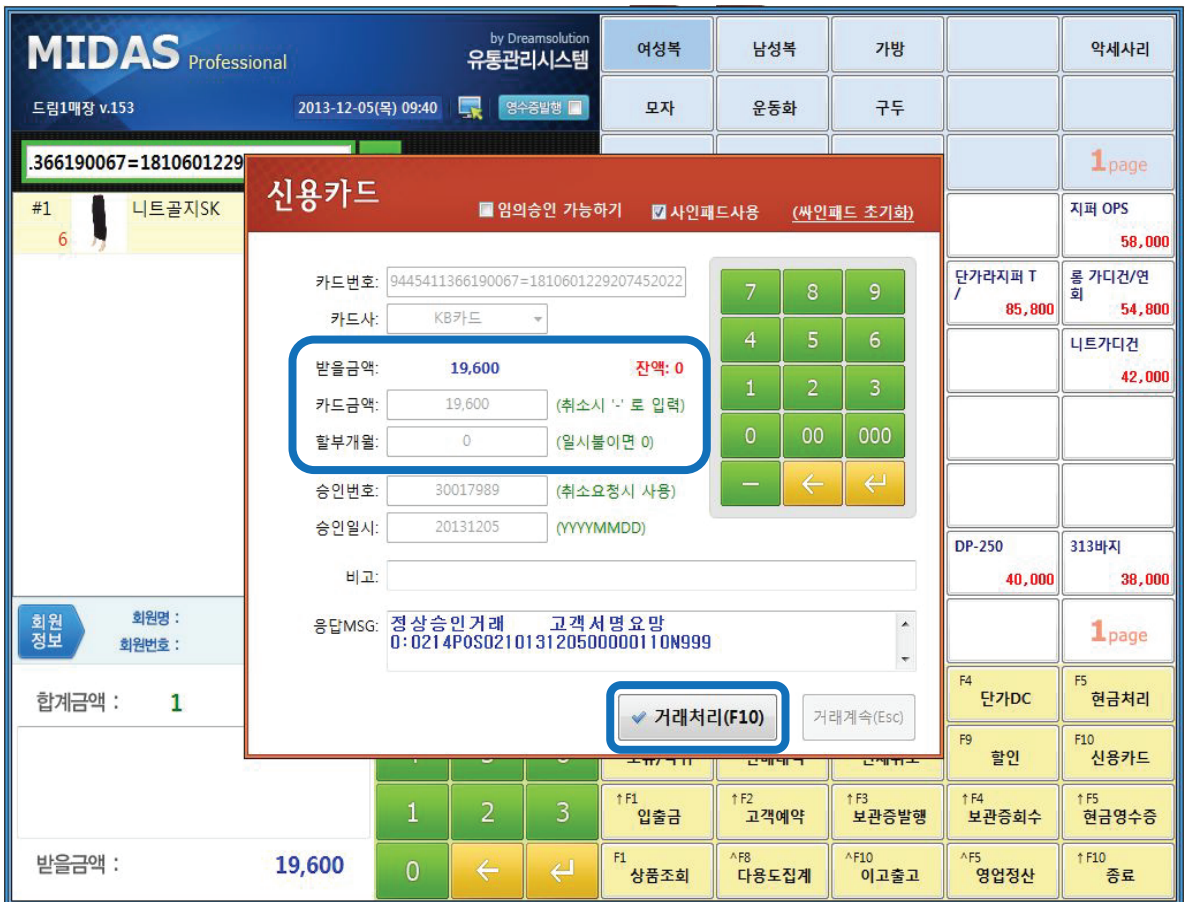 MIDAS Professional
by Dreamsolution
유통관리시스템
드림1매장 v.153
2013-12-05(목) 09:40
영수증발행
여성복
남성복
가방
악세사리
모자
운동화
구두
.366190067=1810601229
1page
#1
니트골지SK
6
신용카드
임의승인 가능하기
사인패드사용
(싸인패드 초기화)
카드번호: 9445411366190067=1810601229207452022
카드사: KB카드
받을금액: 19,600 잔액: 0
카드금액: 19,600 (취소시 '-' 로 입력)
할부개월: 0 (일시불이면 0)
승인번호: 30017989 (취소요청시 사용)
승인일시: 20131205 (YYYYMMDD)
비고:
응답MSG: 정상승인거래 고객서명요망
0:0214POS021013120500000110N999
거래처리(F10)
거래계속(Esc)
7 8 9
4 5 6
1 2 3
0 00 000
지퍼 OPS
58,000
단가라지퍼 T
/
85,800
롱 가디건/연
회
54,800
니트가디건
42,000
DP-250
40,000
313바지
38,000
1page
회원
정보
회원명 :
회원번호 :
합계금액 : 1
받을금액 : 19,600
1 2 3
0
F4 단가DC
F5 현금처리
F9 할인
F10 신용카드
↑F1 입출금
↑F2 고객예약
↑F3 보관증발행
↑F4 보관증회수
↑F5 현금영수증
F1 상품조회
^F8 다용도집계
^F10 이고출고
^F5 영업정산
↑F10 종료